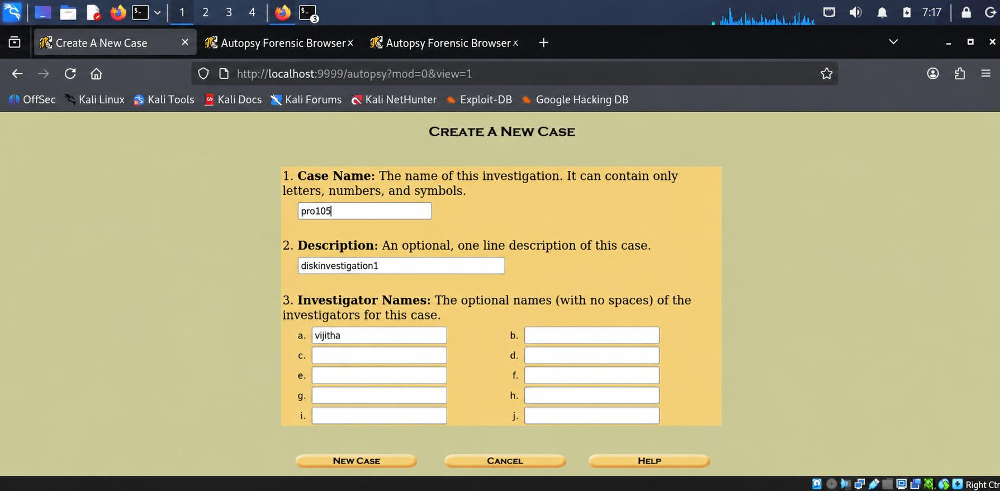 1 2 3 4 3 7:17
Create A New Case Autopsy Forensic Browser Autopsy Forensic Browser
http://localhost:9999/autopsy?mod=0&view=1
OffSec Kali Linux Kali Tools Kali Docs Kali Forums Kali NetHunter Exploit-DB Google Hacking DB
CREATE A NEW CASE
1. Case Name: The name of this investigation. It can contain only
letters, numbers, and symbols.
pro105
2. Description: An optional, one line description of this case.
diskinvestigation1
3. Investigator Names: The optional names (with no spaces) of the
investigators for this case.
a. vijitha b.
c. d.
e. f.
g. h.
i. j.
NEW CASE CANCEL HELP
Right Ctr